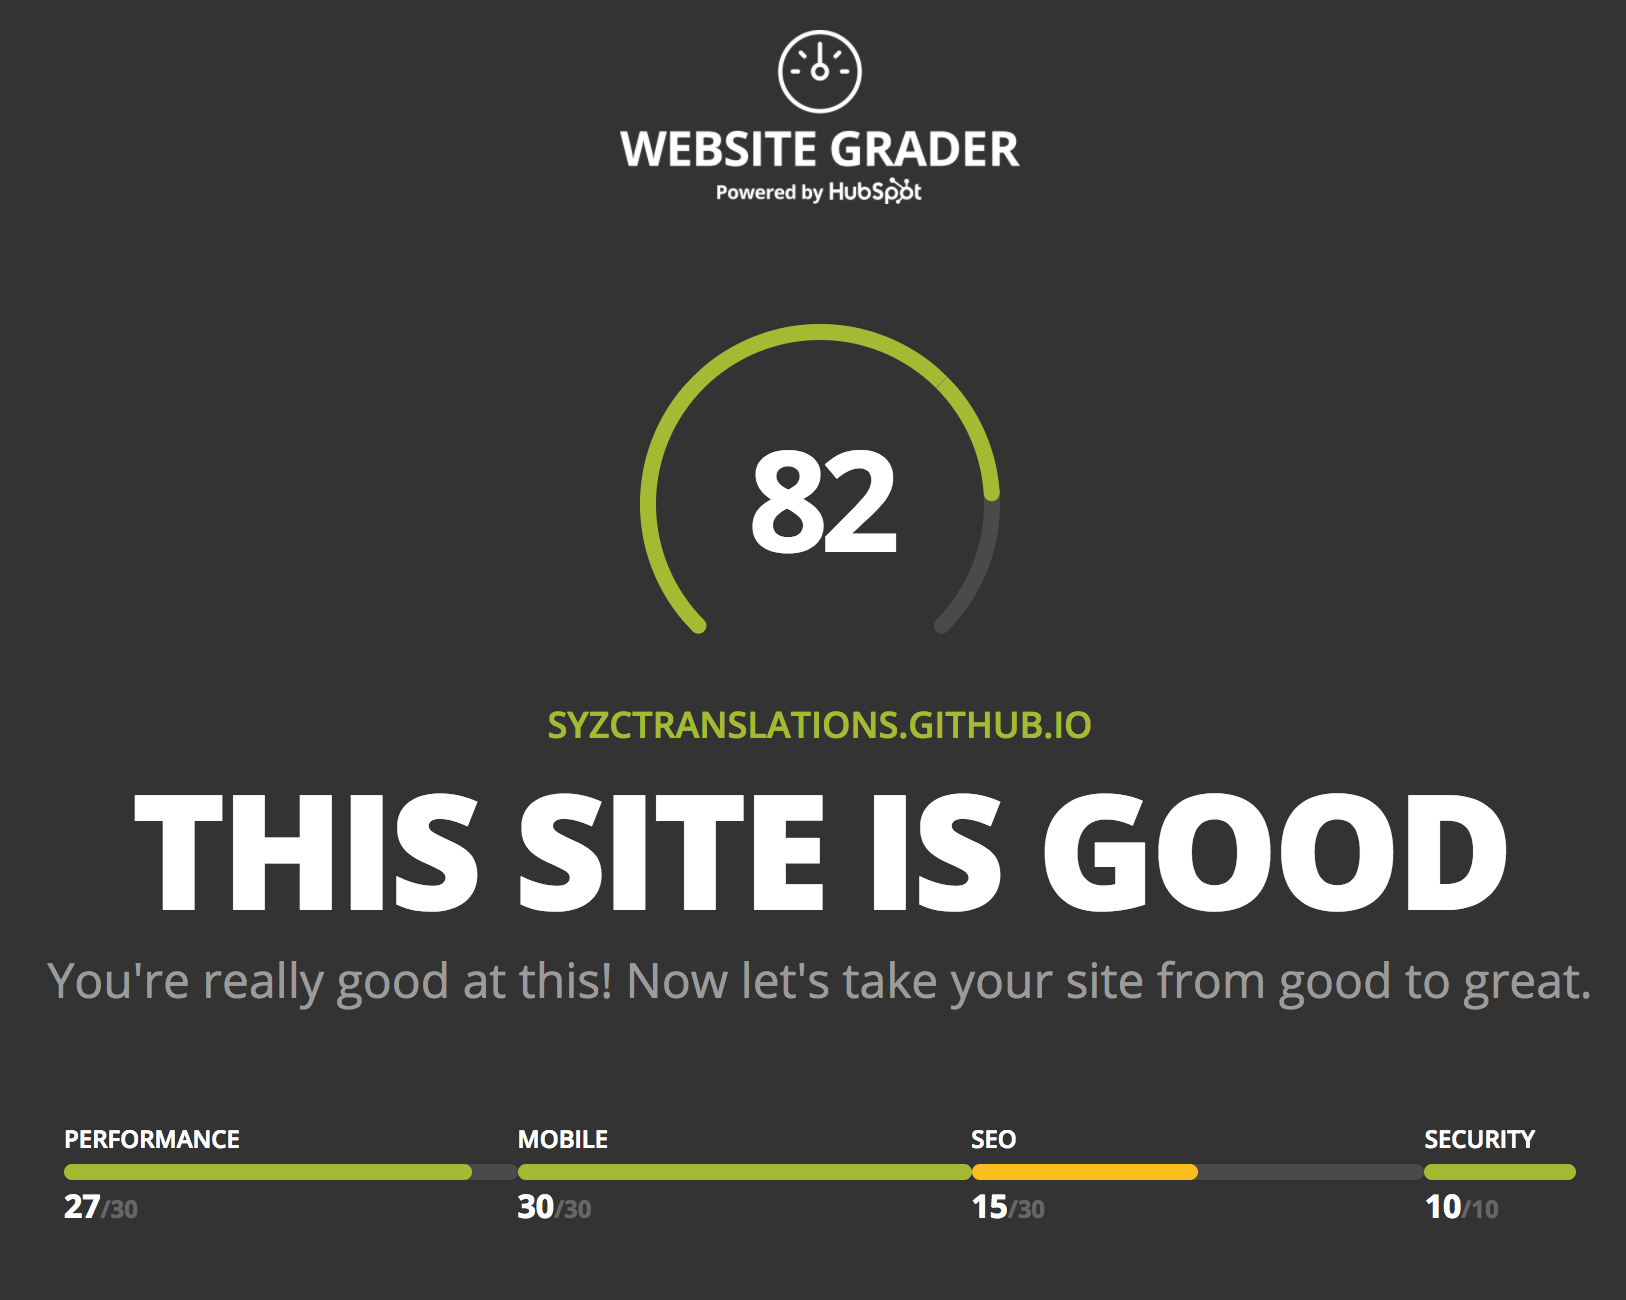 WEBSITE GRADER
Powered by HubSpot
82
SYZCTRANSLATIONS.GITHUB.IO
THIS SITE IS GOOD
You're really good at this! Now let's take your site from good to great.
PERFORMANCE MOBILE SEO SECURITY
27/30 30/30 15/30 10/10